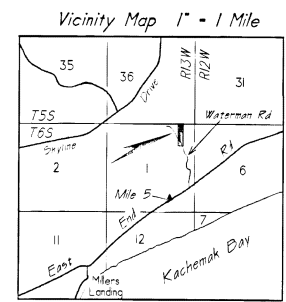 Vicinity Map 1" - 1 Mile
35
36
R13W
R12W
31
T5S
T6S
Skyline Drive
Waterman Rd
2
1
6
Mile 5
East End Rd
11
12
7
Millers
Landing
Kachemak Bay